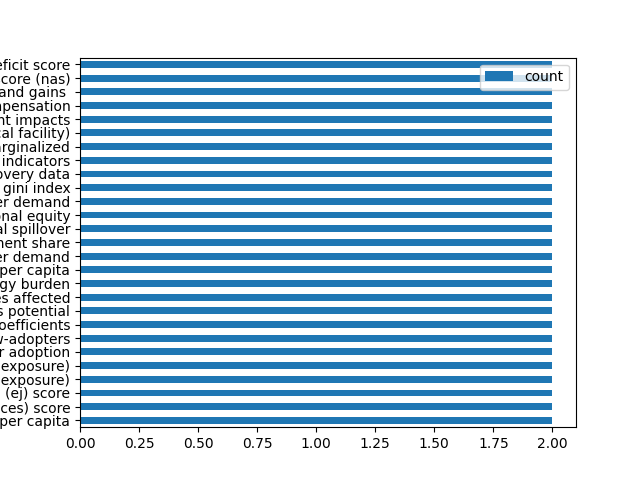 eficit score
count
core (nas)
and gains
pensation
nt impacts
cal facility)
arginalized
indicators
overy data
gini index
er demand
onal equity
al spillover
ment share
er demand
per capita
gy burden
es affected
s potential
oefficients
w-adopters
r adoption
exposure)
exposure)
(ej) score
ces) score
per capita
0.00 0.25 0.50 0.75 1.00 1.25 1.50 1.75 2.00